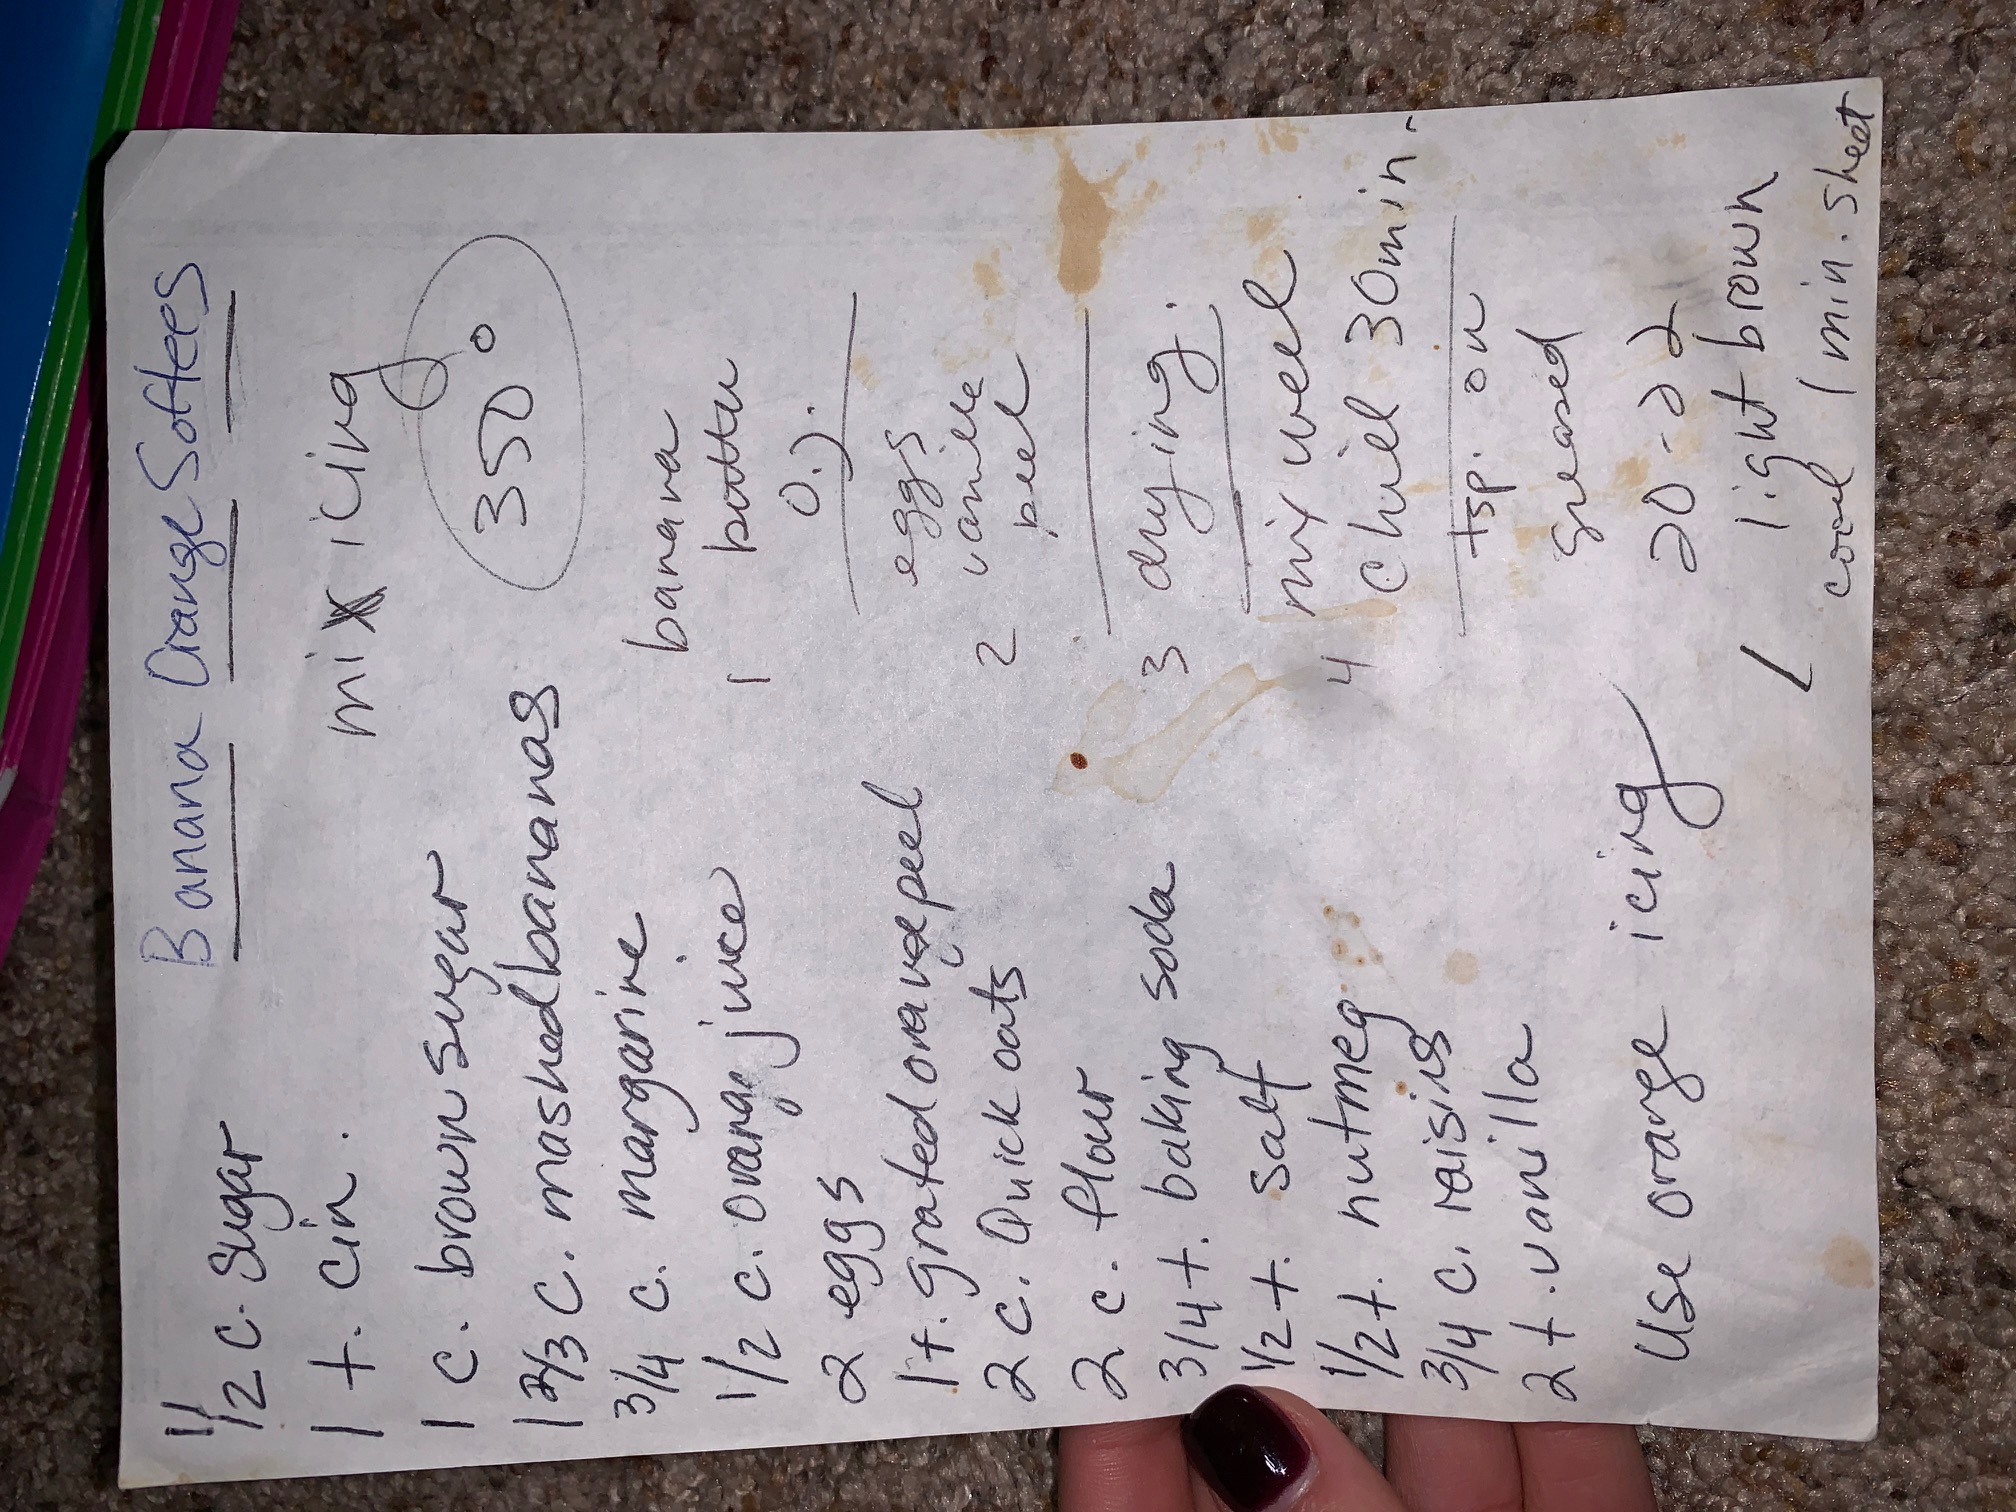 Banana Orange Softees
1/2 c. sugar
1 t. cin.
1 c. brown sugar
1 2/3 c. mashed bananas
3/4 c. margarine
1/2 c. orange juice
2 eggs
1 t. grated orange peel
2 c. Quick oats
2 c. flour
3/4 t. baking soda
1/2 t. salt
1/2 t. nutmeg
3/4 c. raisins
2 t. vanilla
Use orange icing
mix icing
350°
banana
1 butter
O.J.
eggs
vanilla
2
peel
3 drying.
mix well
4
chill 30 min.
tsp. on
greased
20-22
light brown
cool 1 min. sheet